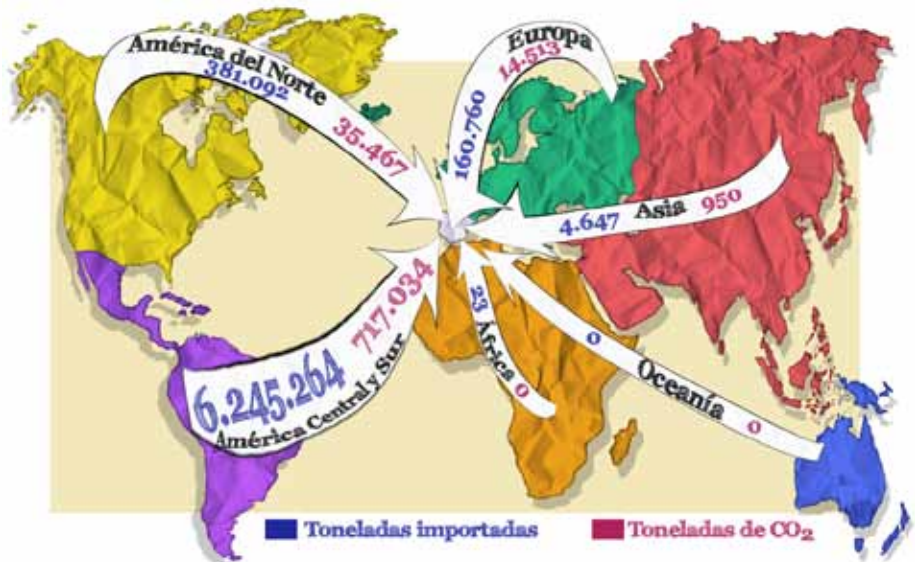 América del Norte
381.092
35.467
Europa
14.513
160.760
4.647 Asia 950
717.034
6.245.264
América Central y Sur
23 África 0
0 Oceanía 0
Toneladas importadas
Toneladas de CO₂